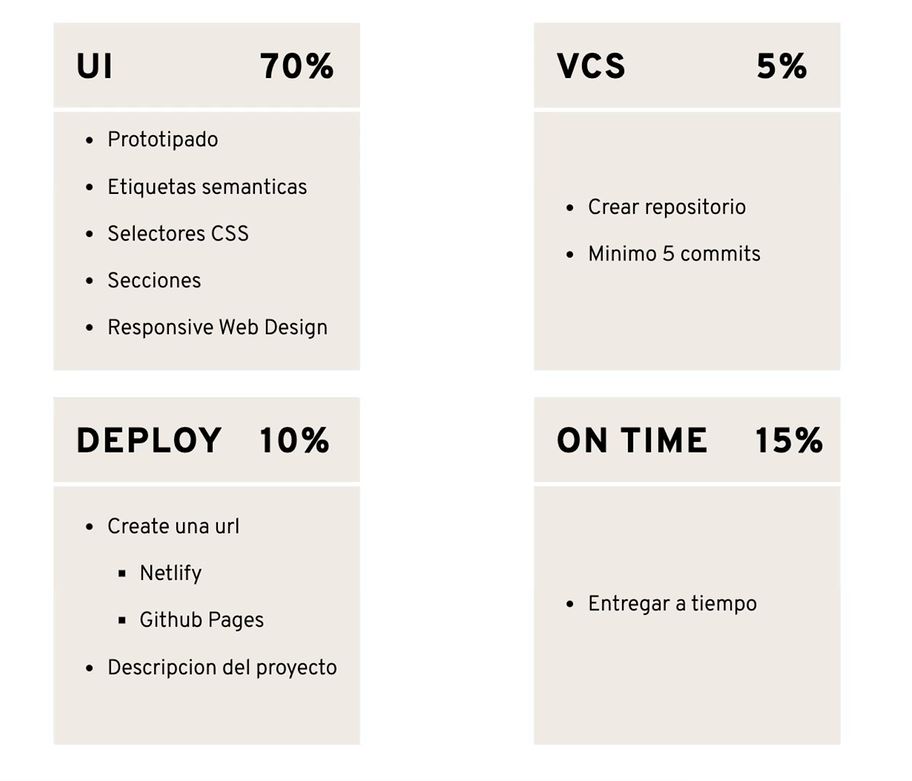 UI 70%
• Prototipado
• Etiquetas semanticas
• Selectores CSS
• Secciones
• Responsive Web Design
VCS 5%
• Crear repositorio
• Minimo 5 commits
DEPLOY 10%
• Create una url
▪ Netlify
▪ Github Pages
• Descripcion del proyecto
ON TIME 15%
• Entregar a tiempo